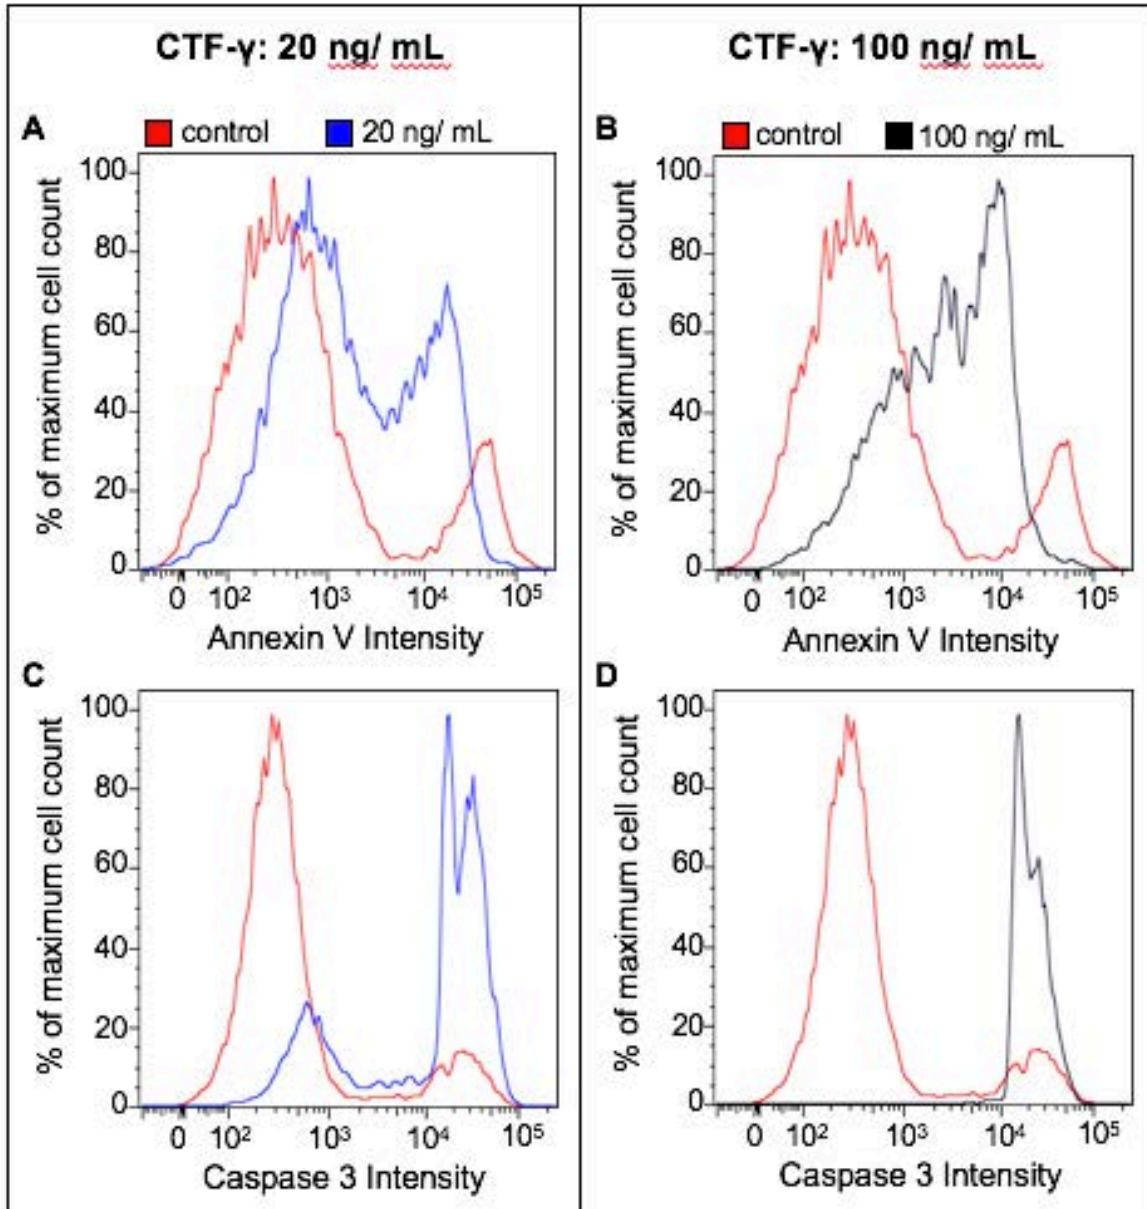 CTF-γ: 20 ng/ mL
CTF-γ: 100 ng/ mL
A
control
20 ng/ mL
100
80
60
40
20
0
% of maximum cell count
0 10² 10³ 10⁴ 10⁵
Annexin V Intensity
B
control
100 ng/ mL
100
80
60
40
20
0
% of maximum cell count
0 10² 10³ 10⁴ 10⁵
Annexin V Intensity
C
100
80
60
40
20
0
% of maximum cell count
0 10² 10³ 10⁴ 10⁵
Caspase 3 Intensity
D
100
80
60
40
20
0
% of maximum cell count
0 10² 10³ 10⁴ 10⁵
Caspase 3 Intensity